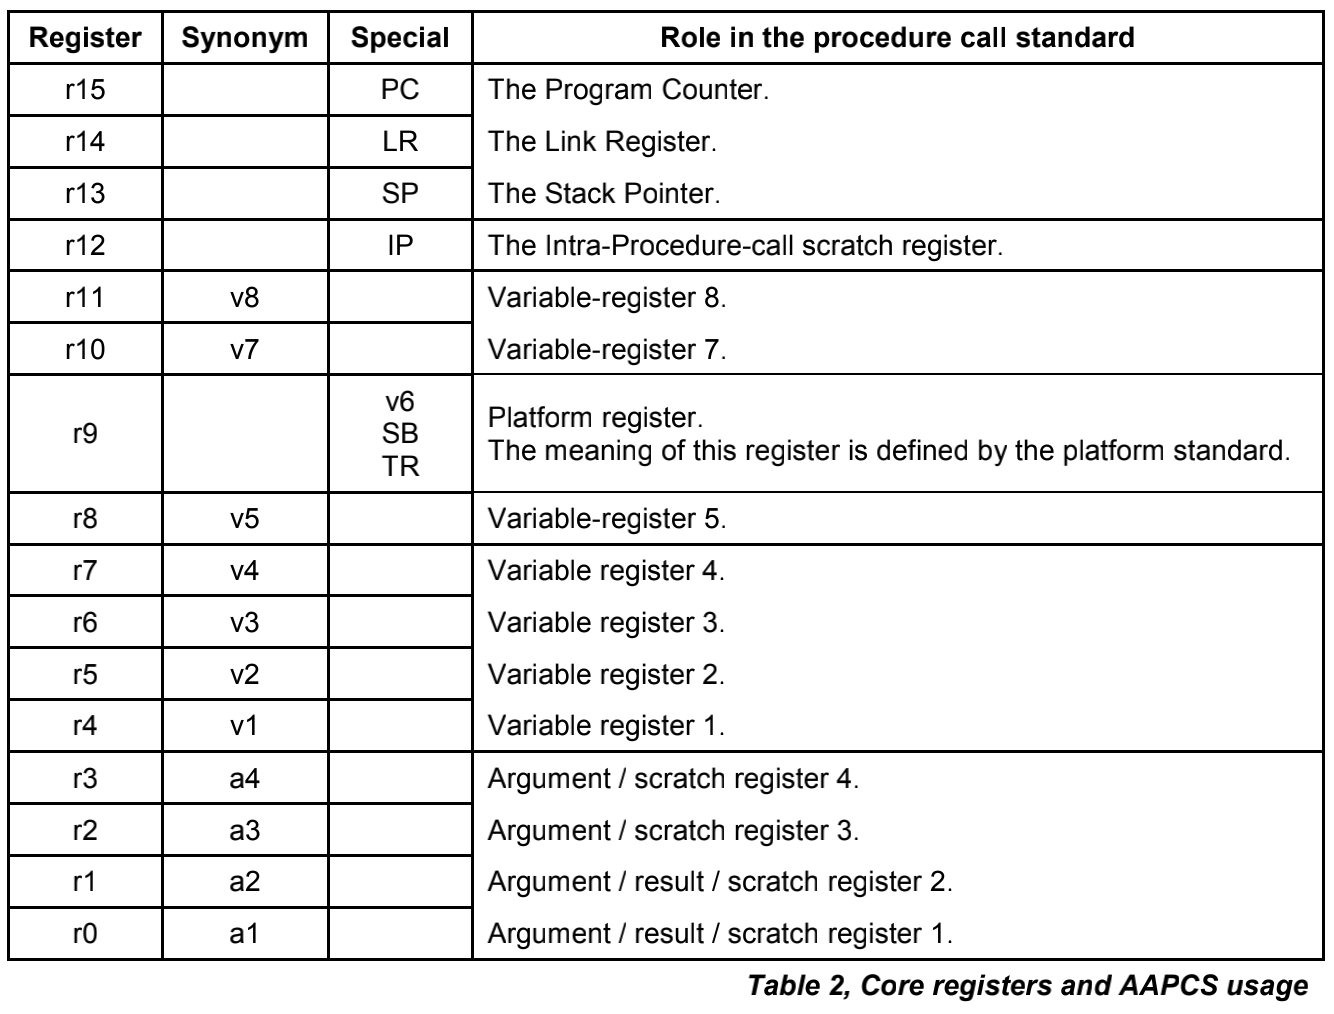 Register Synonym Special Role in the procedure call standard
r15 PC The Program Counter.
r14 LR The Link Register.
r13 SP The Stack Pointer.
r12 IP The Intra-Procedure-call scratch register.
r11 v8 Variable-register 8.
r10 v7 Variable-register 7.
r9 v6 SB TR Platform register.
The meaning of this register is defined by the platform standard.
r8 v5 Variable-register 5.
r7 v4 Variable register 4.
r6 v3 Variable register 3.
r5 v2 Variable register 2.
r4 v1 Variable register 1.
r3 a4 Argument / scratch register 4.
r2 a3 Argument / scratch register 3.
r1 a2 Argument / result / scratch register 2.
r0 a1 Argument / result / scratch register 1.
Table 2, Core registers and AAPCS usage